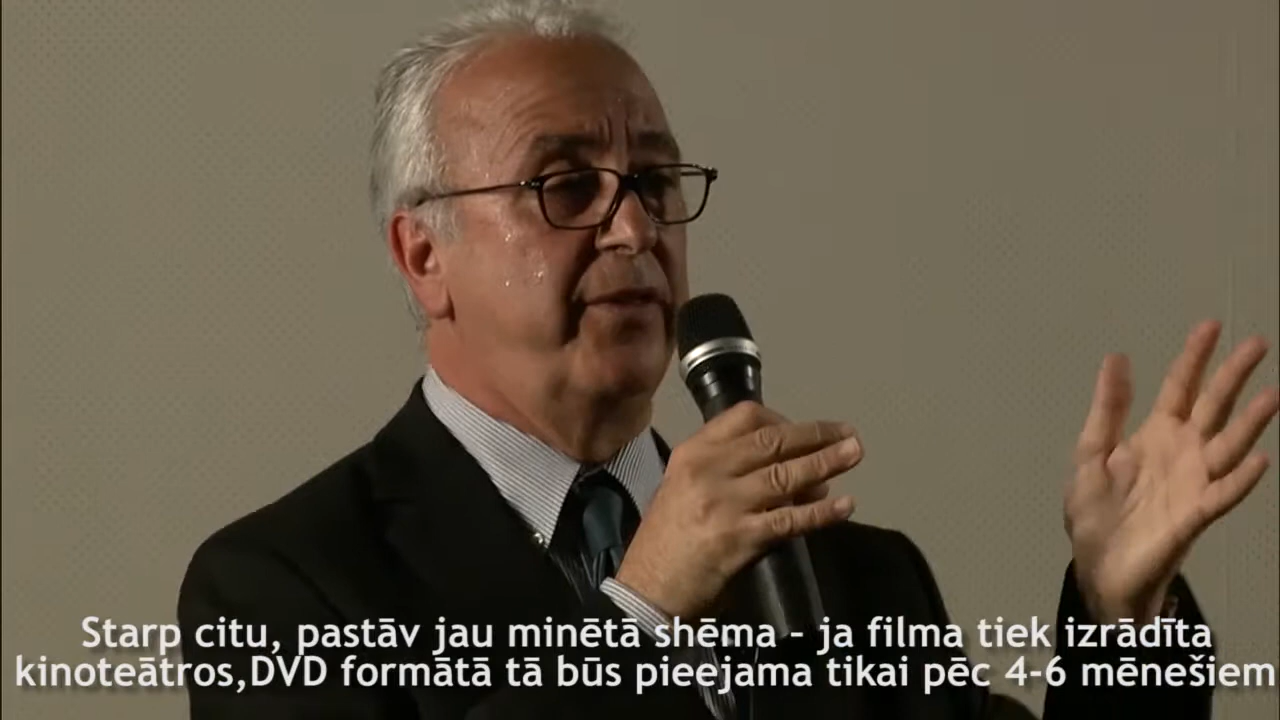 Starp citu, pastāv jau minētā shēma - ja filma tiek izrādīta
kinoteātros,DVD formātā tā būs pieejama tikai pēc 4-6 mēnešiem